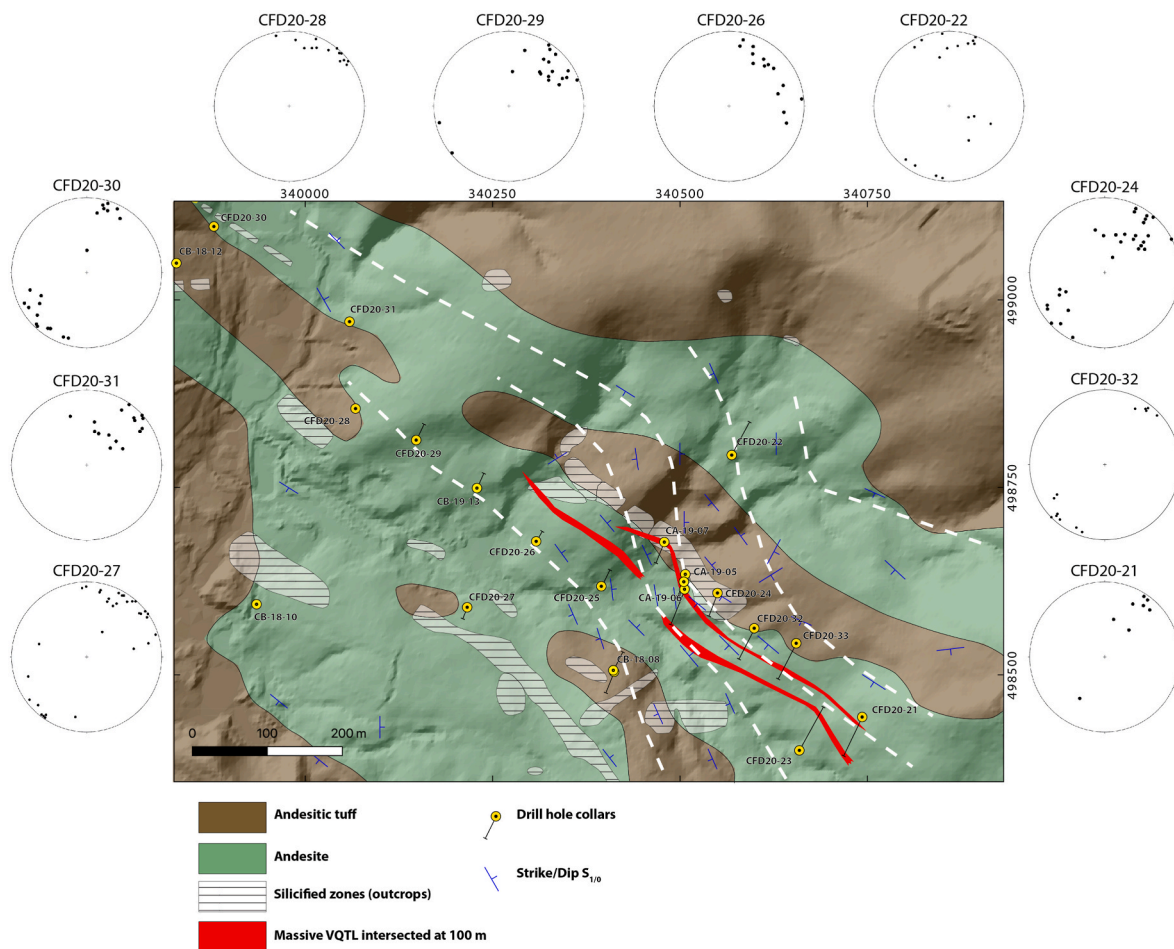 CFD20-28
CFD20-29
CFD20-26
CFD20-22
CFD20-30
CFD20-24
340000
340250
340500
340750
CFD20-30
CB-18-12
499000
CFD20-31
CFD20-31
CFD20-32
CFD20-28
CFD20-29
CFD20-22
CB-19-13
498750
CFD20-26
CA-19-07
CFD20-27
CFD20-21
CA-19-05
CFD20-25
CA-19-06
CFD20-24
CFD20-27
CB-18-10
CFD20-32
CFD20-33
CB-18-08
498500
CFD20-21
0 100 200 m
CFD20-23
Andesitic tuff
Drill hole collars
Andesite
Strike/Dip S1/0
Silicified zones (outcrops)
Massive VQTL intersected at 100 m